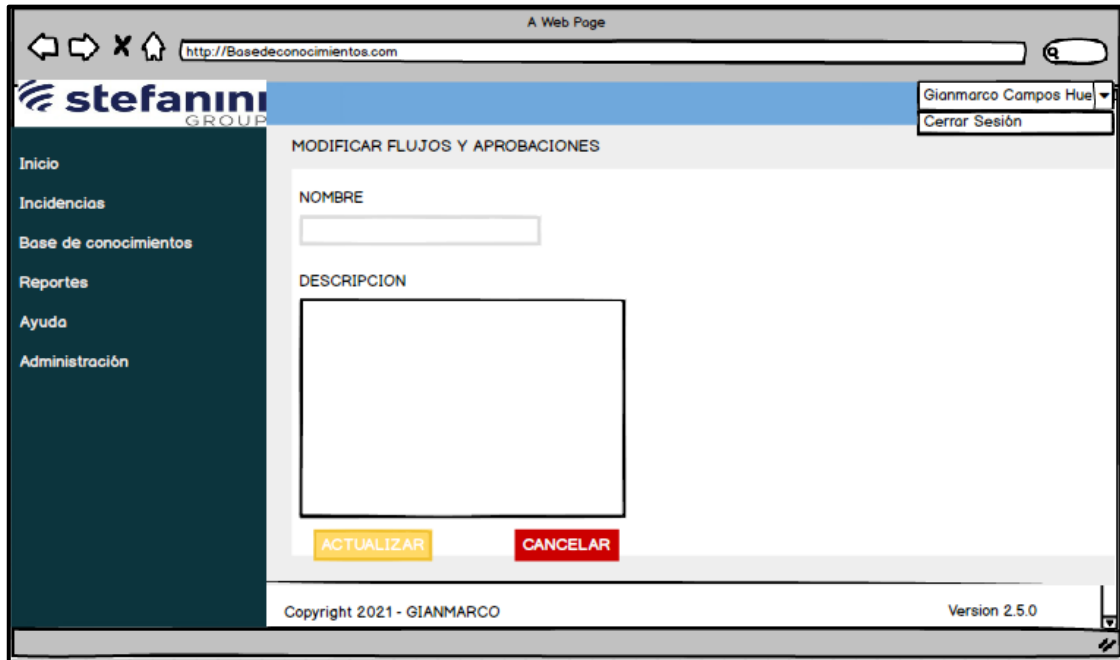 A Web Page
http://Basedeconocimientos.com
stefanini
GROUP
Gianmarco Campos Hue
Cerrar Sesión
Inicio
Incidencias
Base de conocimientos
Reportes
Ayuda
Administración
MODIFICAR FLUJOS Y APROBACIONES
NOMBRE
DESCRIPCION
ACTUALIZAR
CANCELAR
Copyright 2021 - GIANMARCO
Version 2.5.0